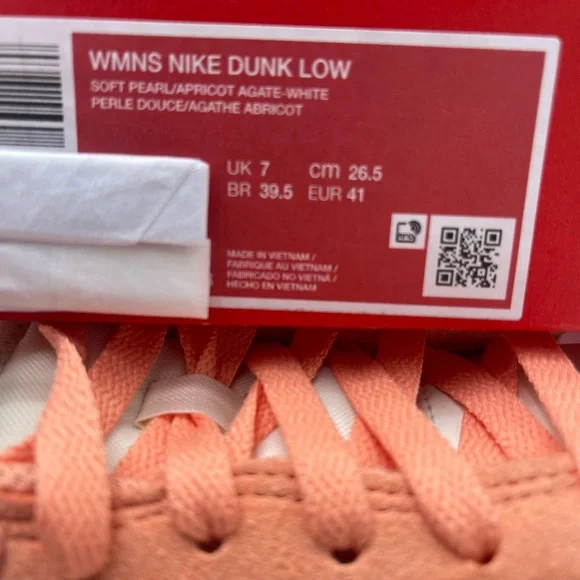 WMNS NIKE DUNK LOW
SOFT PEARL/APRICOT AGATE-WHITE
PERLE DOUCE/AGATHE ABRICOT
UK 7 cm 26.5
BR 39.5 EUR 41
MADE IN VIETNAM /
FABRIQUE AU VIETNAM /
FABRICADO NO VIETNÃ /
HECHO EN VIETNAM